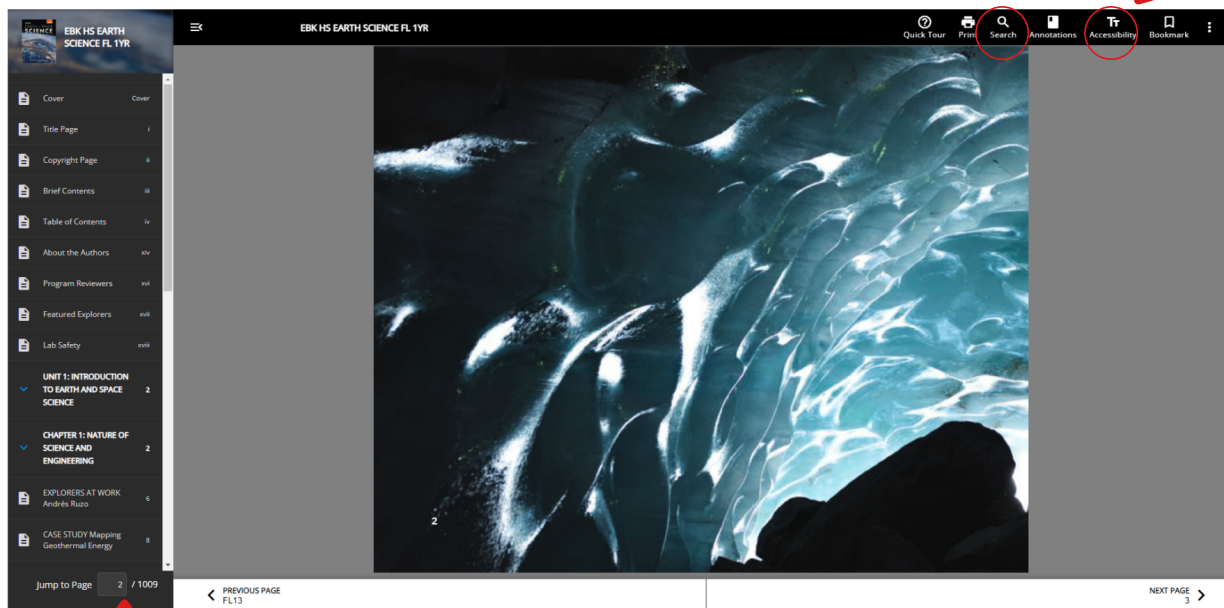 EBK HS EARTH
SCIENCE FL 1YR
EBK HS EARTH SCIENCE FL 1YR
Quick Tour
Print
Search
Annotations
Accessibility
Bookmark
SCIENCE
Cover Cover
Title Page i
Copyright Page ii
Brief Contents iii
Table of Contents iv
About the Authors xiv
Program Reviewers xvi
Featured Explorers xvii
Lab Safety xviii
UNIT 1: INTRODUCTION
TO EARTH AND SPACE 2
SCIENCE
CHAPTER 1: NATURE OF
SCIENCE AND 2
ENGINEERING
EXPLORERS AT WORK
Andrés Ruzo 6
CASE STUDY Mapping
Geothermal Energy 8
Jump to Page 2 / 1009
2
PREVIOUS PAGE
FL13
NEXT PAGE
3